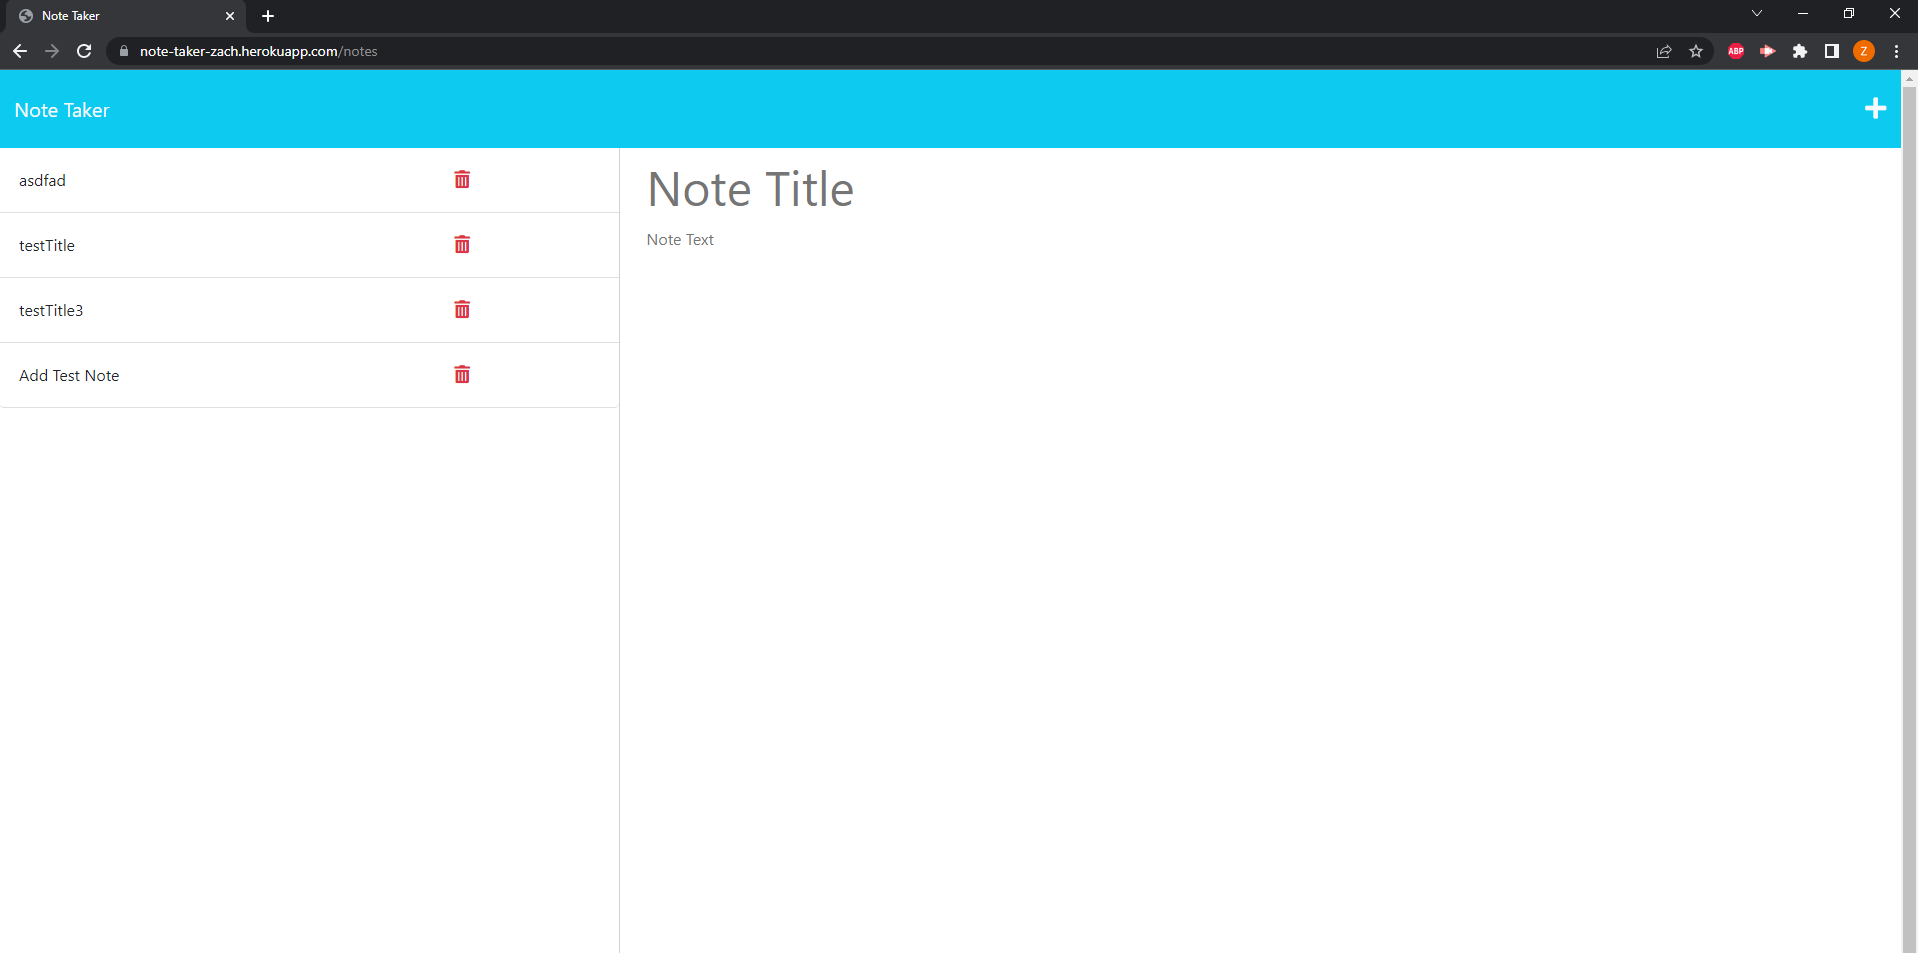 Note Taker
note-taker-zach.herokuapp.com/notes
ABP
Z
Note Taker
asdfad
testTitle
testTitle3
Add Test Note
Note Title
Note Text